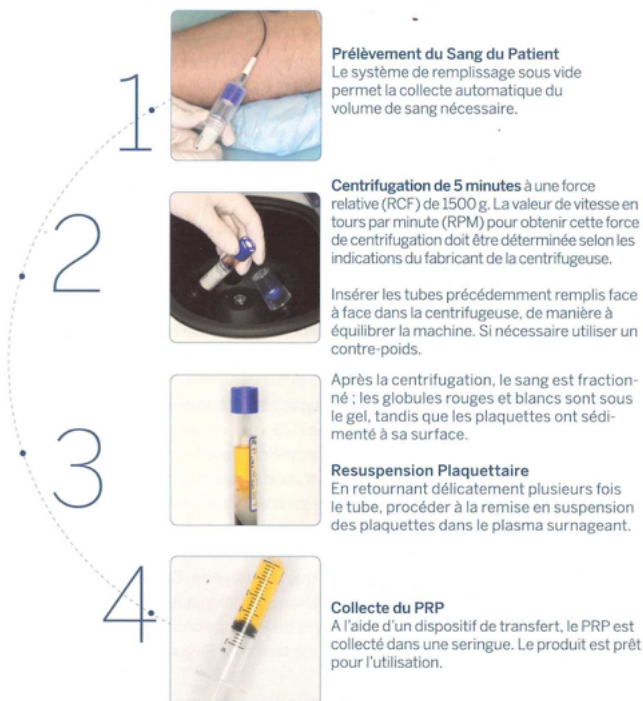 1
Prélèvement du Sang du Patient
Le système de remplissage sous vide
permet la collecte automatique du
volume de sang nécessaire.
2
Centrifugation de 5 minutes à une force
relative (RCF) de 1500 g. La valeur de vitesse en
tours par minute (RPM) pour obtenir cette force
de centrifugation doit être déterminée selon les
indications du fabricant de la centrifugeuse.
Insérer les tubes précédemment remplis face
à face dans la centrifugeuse, de manière à
équilibrer la machine. Si nécessaire utiliser un
contre-poids.
3
Après la centrifugation, le sang est fraction-
né ; les globules rouges et blancs sont sous
le gel, tandis que les plaquettes ont sédi-
menté à sa surface.
Resuspension Plaquettaire
En retournant délicatement plusieurs fois
le tube, procéder à la remise en suspension
des plaquettes dans le plasma surnageant.
4
Collecte du PRP
A l'aide d'un dispositif de transfert, le PRP est
collecté dans une seringue. Le produit est prêt
pour l'utilisation.